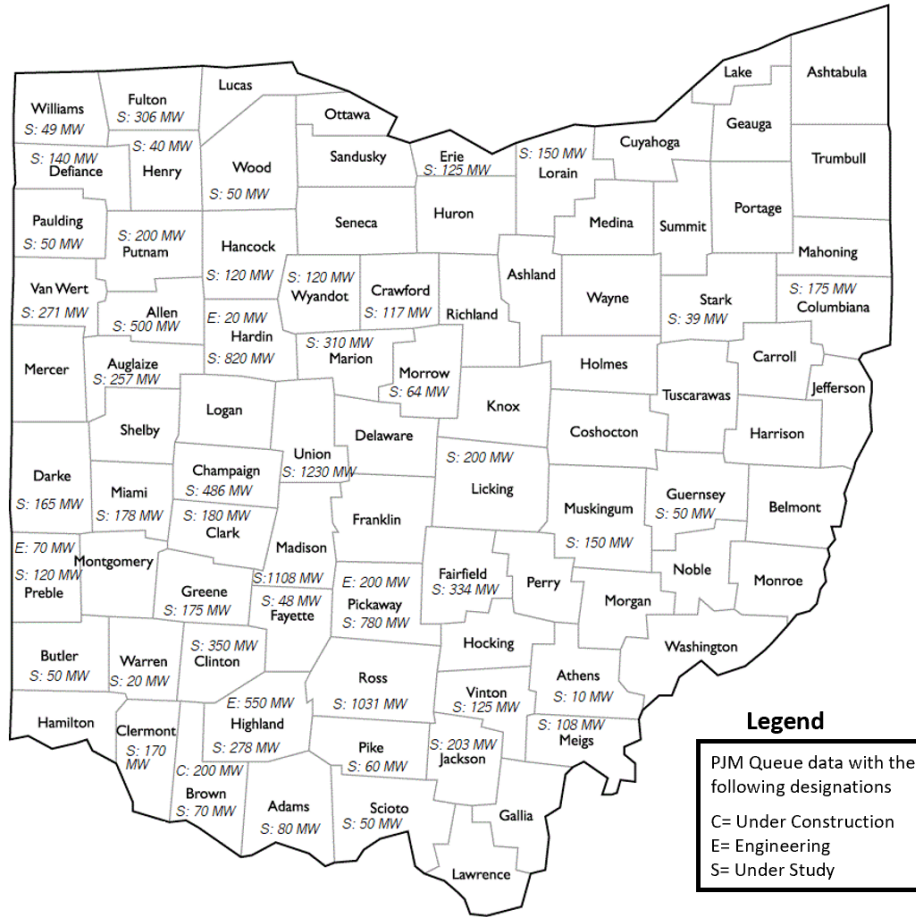 Lake
Ashtabula
Lucas
Fulton
S: 306 MW
Williams
S: 49 MW
Ottawa
Geauga
Cuyahoga
S: 40 MW
Henry
S: 140 MW
Defiance
Wood
S: 50 MW
Sandusky
Erie
S: 125 MW
S: 150 MW
Lorain
Trumbull
Paulding
S: 50 MW
S: 200 MW
Putnam
Hancock
S: 120 MW
Seneca
Huron
Medina
Summit
Portage
Mahoning
Van Wert
S: 271 MW
Allen
S: 500 MW
E: 20 MW
Hardin
S: 820 MW
S: 120 MW
Wyandot
Crawford
S: 117 MW
Richland
Ashland
Wayne
Stark
S: 39 MW
S: 175 MW
Columbiana
Mercer
Auglaize
S: 257 MW
S: 310 MW
Marion
Morrow
S: 64 MW
Holmes
Tuscarawas
Carroll
Jefferson
Shelby
Logan
Union
S: 1230 MW
Delaware
Knox
Coshocton
Harrison
Darke
S: 165 MW
Miami
S: 178 MW
Champaign
S: 486 MW
S: 180 MW
Clark
Franklin
S: 200 MW
Licking
Muskingum
S: 150 MW
Guernsey
S: 50 MW
Belmont
E: 70 MW
S: 120 MW
Preble
Montgomery
Greene
S: 175 MW
Madison
S:1108 MW
S: 48 MW
Fayette
E: 200 MW
Pickaway
S: 780 MW
Fairfield
S: 334 MW
Perry
Morgan
Noble
Monroe
Butler
S: 50 MW
Warren
S: 20 MW
S: 350 MW
Clinton
Ross
S: 1031 MW
Hocking
Vinton
S: 125 MW
Athens
S: 10 MW
Washington
Hamilton
Clermont
S: 170
MW
E: 550 MW
Highland
S: 278 MW
Pike
S: 60 MW
S: 203 MW
Jackson
S: 108 MW
Meigs
C: 200 MW
Brown
S: 70 MW
Adams
S: 80 MW
Scioto
S: 50 MW
Gallia
Lawrence
Legend
PJM Queue data with the
following designations
C= Under Construction
E= Engineering
S= Under Study